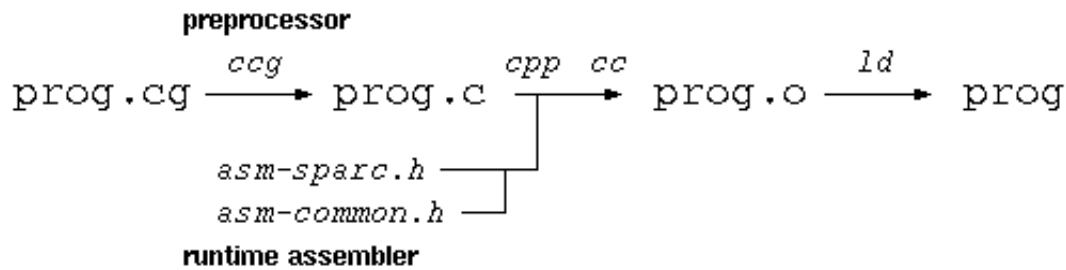 preprocessor
ccg cpp cc ld
prog.cg prog.c prog.o prog
asm-sparc.h
asm-common.h
runtime assembler